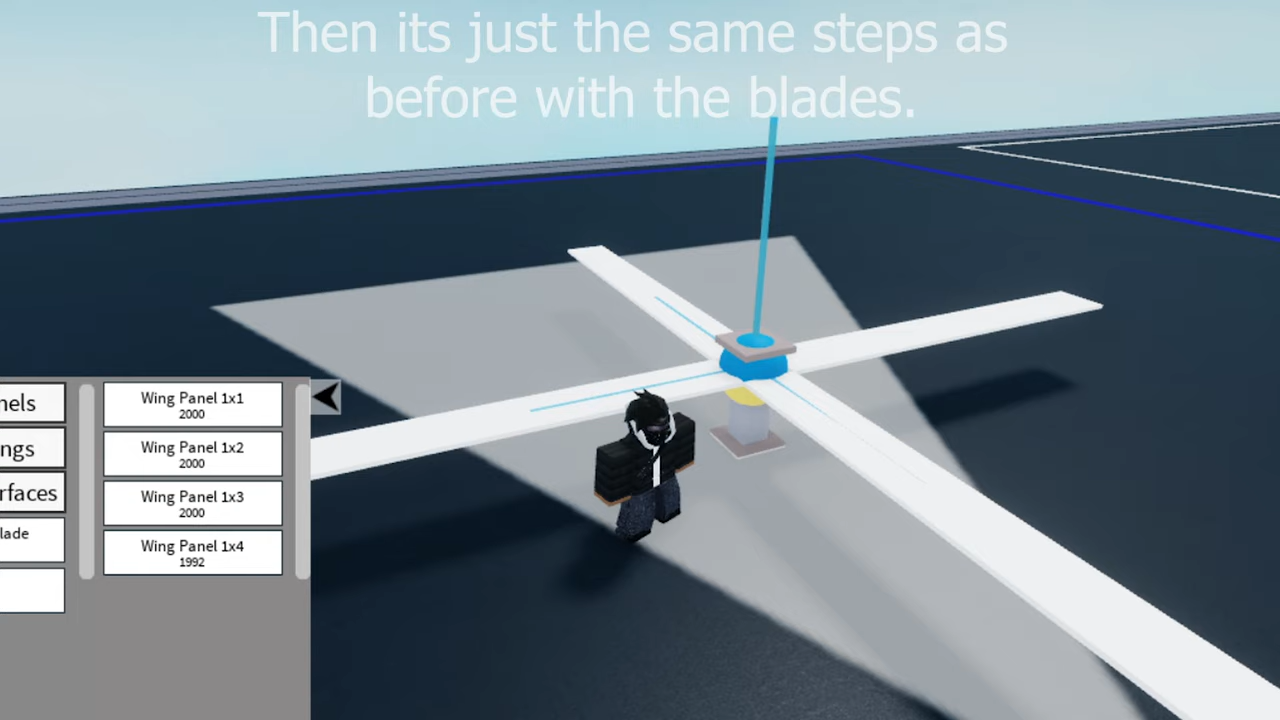 Then its just the same steps as
before with the blades.
nels
ngs
rfaces
lade
Wing Panel 1x1
2000
Wing Panel 1x2
2000
Wing Panel 1x3
2000
Wing Panel 1x4
1992